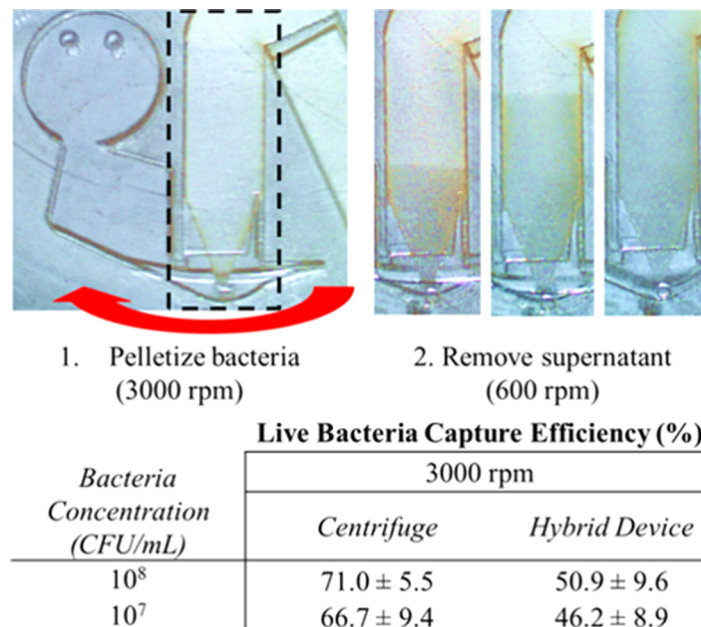 1. Pelletize bacteria
(3000 rpm)
2. Remove supernatant
(600 rpm)
Live Bacteria Capture Efficiency (%)
Bacteria
Concentration
(CFU/mL)
3000 rpm
Centrifuge Hybrid Device
10⁸ 71.0 ± 5.5 50.9 ± 9.6
10⁷ 66.7 ± 9.4 46.2 ± 8.9